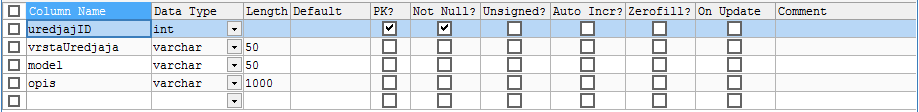 Column Name Data Type Length Default PK? Not Null? Unsigned? Auto Incr? Zerofill? On Update Comment
uredjajID int
vrstaUredjaja varchar 50
model varchar 50
opis varchar 1000